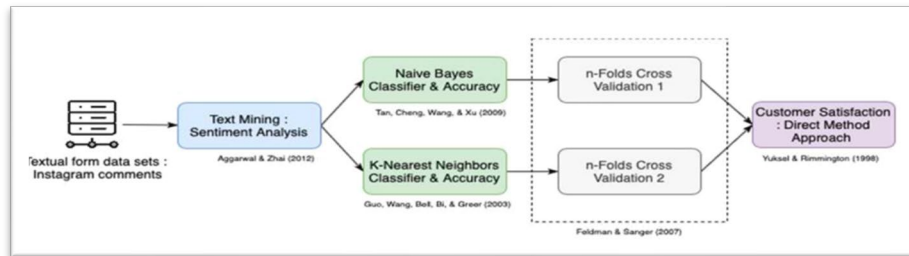 extual form data sets :
Instagram comments
Text Mining :
Sentiment Analysis
Aggarwal & Zhai (2012)
Naive Bayes
Classifier & Accuracy
Tan, Cheng, Wang, & Xu (2009)
K-Nearest Neighbors
Classifier & Accuracy
Guo, Wang, Bell, Bi, & Greer (2003)
n-Folds Cross
Validation 1
n-Folds Cross
Validation 2
Feldman & Sanger (2007)
Customer Satisfaction
: Direct Method
Approach
Yuksel & Rimmington (1998)